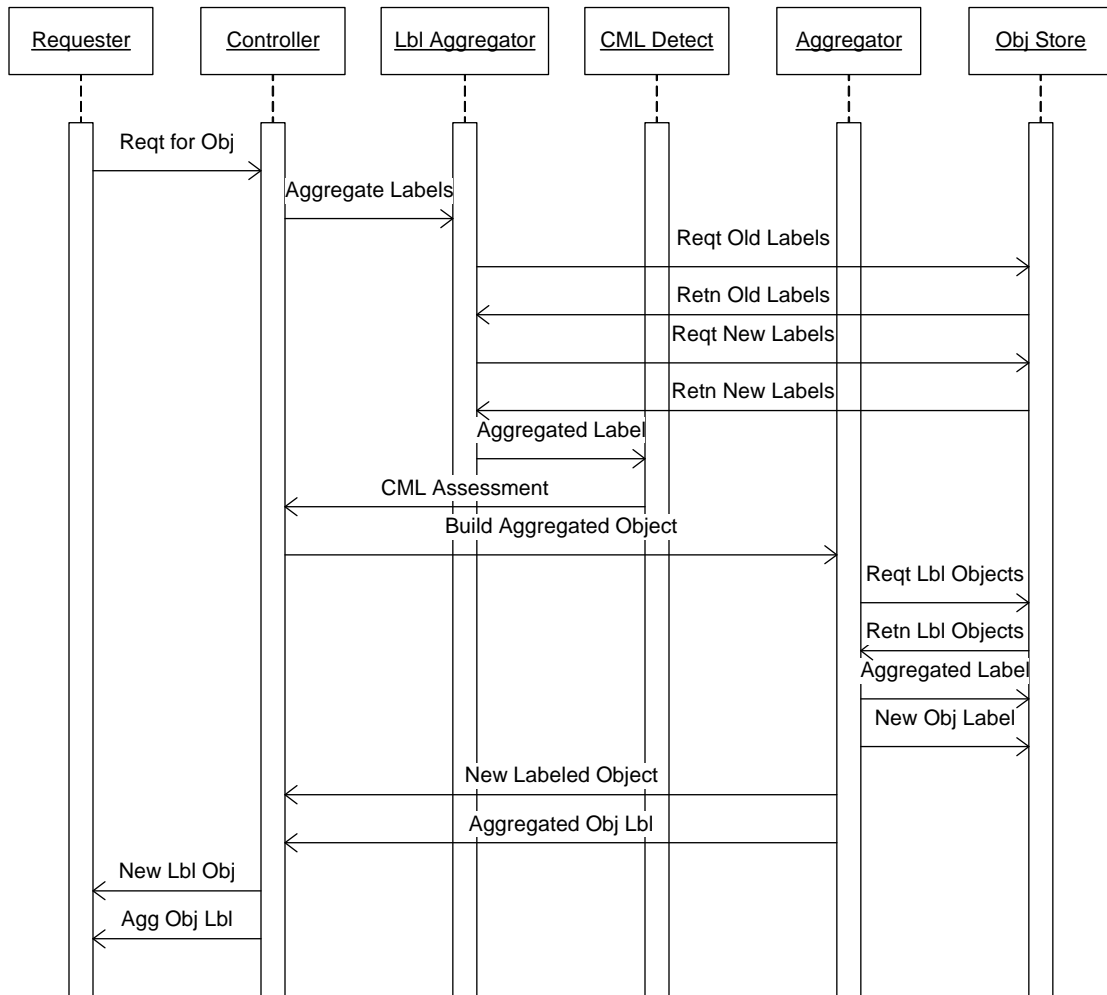 Requester
Controller
Lbl Aggregator
CML Detect
Aggregator
Obj Store
Reqt for Obj
Aggregate Labels
Reqt Old Labels
Retn Old Labels
Reqt New Labels
Retn New Labels
Aggregated Label
CML Assessment
Build Aggregated Object
Reqt Lbl Objects
Retn Lbl Objects
Aggregated Label
New Obj Label
New Labeled Object
Aggregated Obj Lbl
New Lbl Obj
Agg Obj Lbl